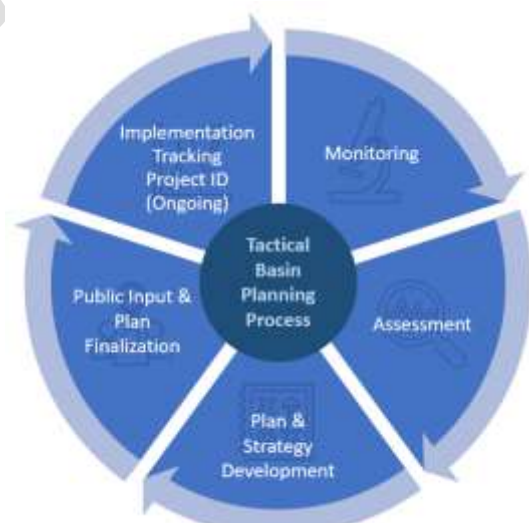 Implementation
Tracking
Project ID
(Ongoing)
Monitoring
Tactical
Basin
Planning
Process
Public Input &
Plan
Finalization
Assessment
Plan &
Strategy
Development